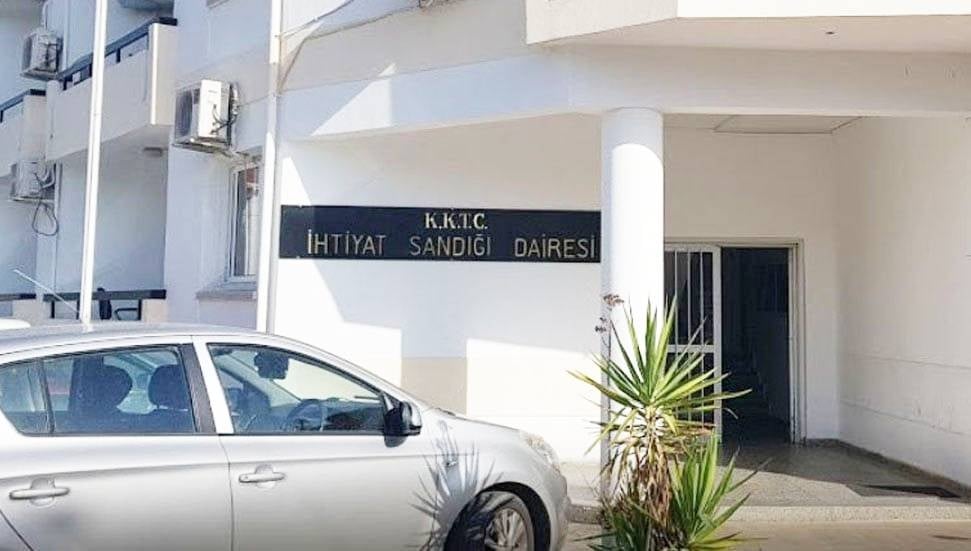 K.K.T.C.
İHTİYAT SANDIĞI DAİRESİ